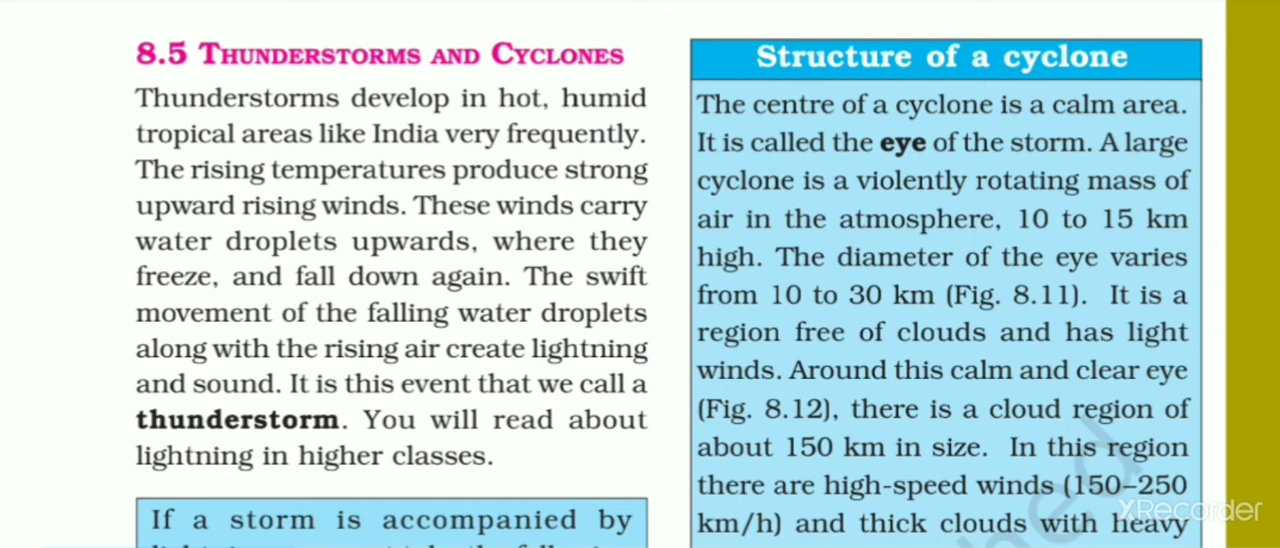 8.5 THUNDERSTORMS AND CYCLONES
Thunderstorms develop in hot, humid
tropical areas like India very frequently.
The rising temperatures produce strong
upward rising winds. These winds carry
water droplets upwards, where they
freeze, and fall down again. The swift
movement of the falling water droplets
along with the rising air create lightning
and sound. It is this event that we call a
thunderstorm. You will read about
lightning in higher classes.
If a storm is accompanied by
Structure of a cyclone
The centre of a cyclone is a calm area.
It is called the eye of the storm. A large
cyclone is a violently rotating mass of
air in the atmosphere, 10 to 15 km
high. The diameter of the eye varies
from 10 to 30 km (Fig. 8.11). It is a
region free of clouds and has light
winds. Around this calm and clear eye
(Fig. 8.12), there is a cloud region of
about 150 km in size. In this region
there are high-speed winds (150–250
km/h) and thick clouds with heavy
XRecorder